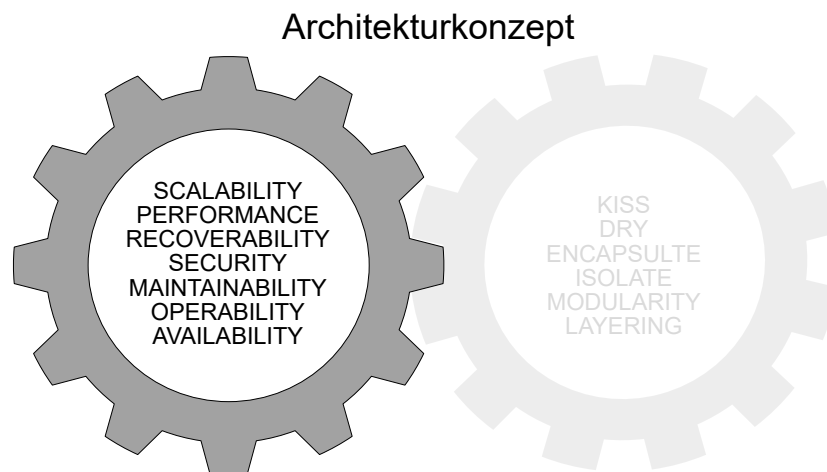 Architekturkonzept
SCALABILITY
PERFORMANCE
RECOVERABILITY
SECURITY
MAINTAINABILITY
OPERABILITY
AVAILABILITY
KISS
DRY
ENCAPSULTE
ISOLATE
MODULARITY
LAYERING